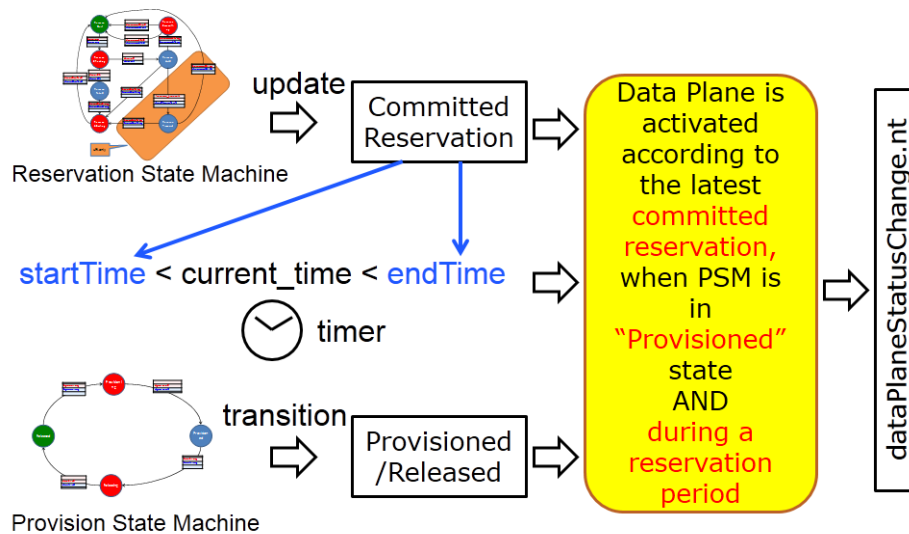 update
Committed
Reservation
Reservation State Machine
startTime < current_time < endTime
timer
transition
Provisioned
/Released
Provision State Machine
Data Plane is
activated
according to
the latest
committed
reservation,
when PSM is
in
“Provisioned”
state
AND
during a
reservation
period
dataPlaneStatusChange.nt